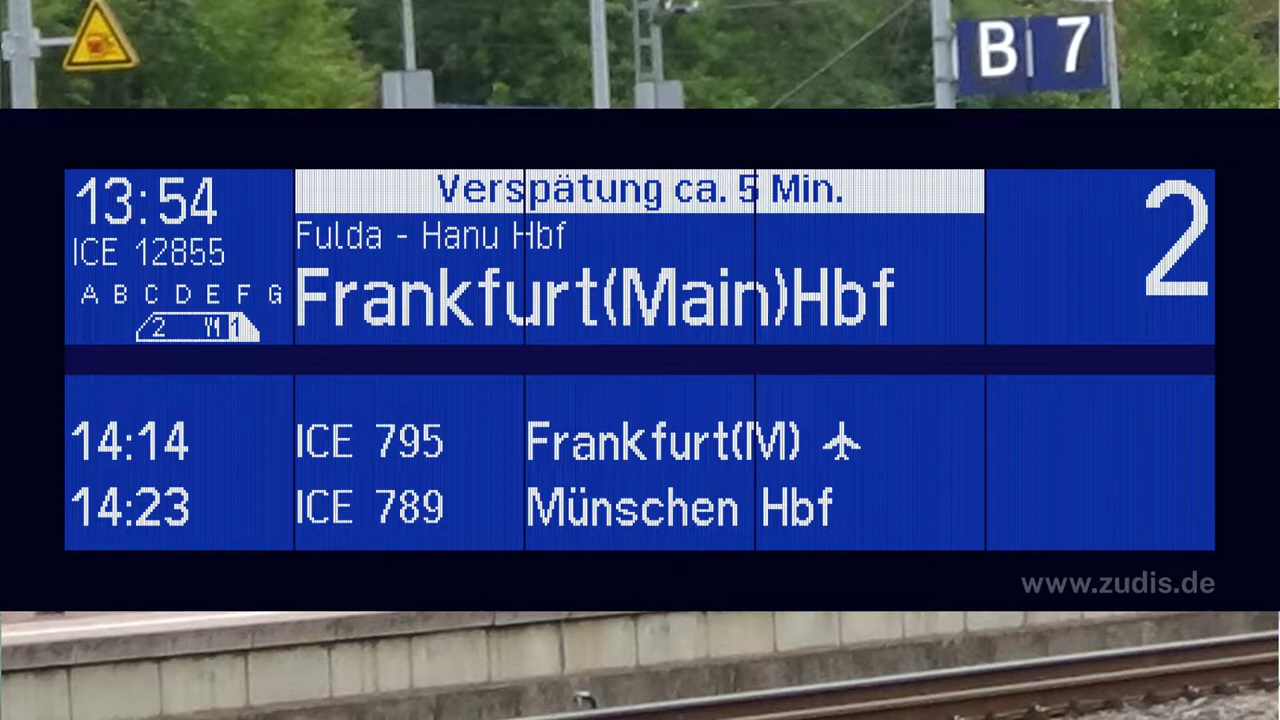 B 7
Verspätung ca. 5 Min.
13:54
ICE 12855
Fulda - Hanu Hbf
Frankfurt(Main)Hbf
2
A B C D E F G
2 1
14:14 ICE 795 Frankfurt(M)
14:23 ICE 789 Münschen Hbf
www.zudis.de